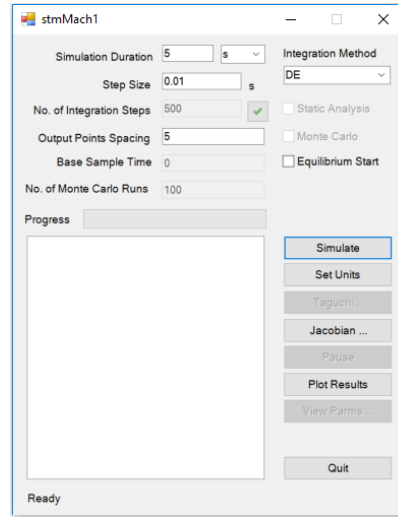 stmMach1
Simulation Duration 5 s
Integration Method
Step Size 0.01 s
DE
No. of Integration Steps 500
Static Analysis
Output Points Spacing 5
Monte Carlo
Base Sample Time 0
Equilibrium Start
No. of Monte Carlo Runs 100
Progress
Simulate
Set Units
Taguchi...
Jacobian ...
Pause
Plot Results
View Parms ...
Quit
Ready